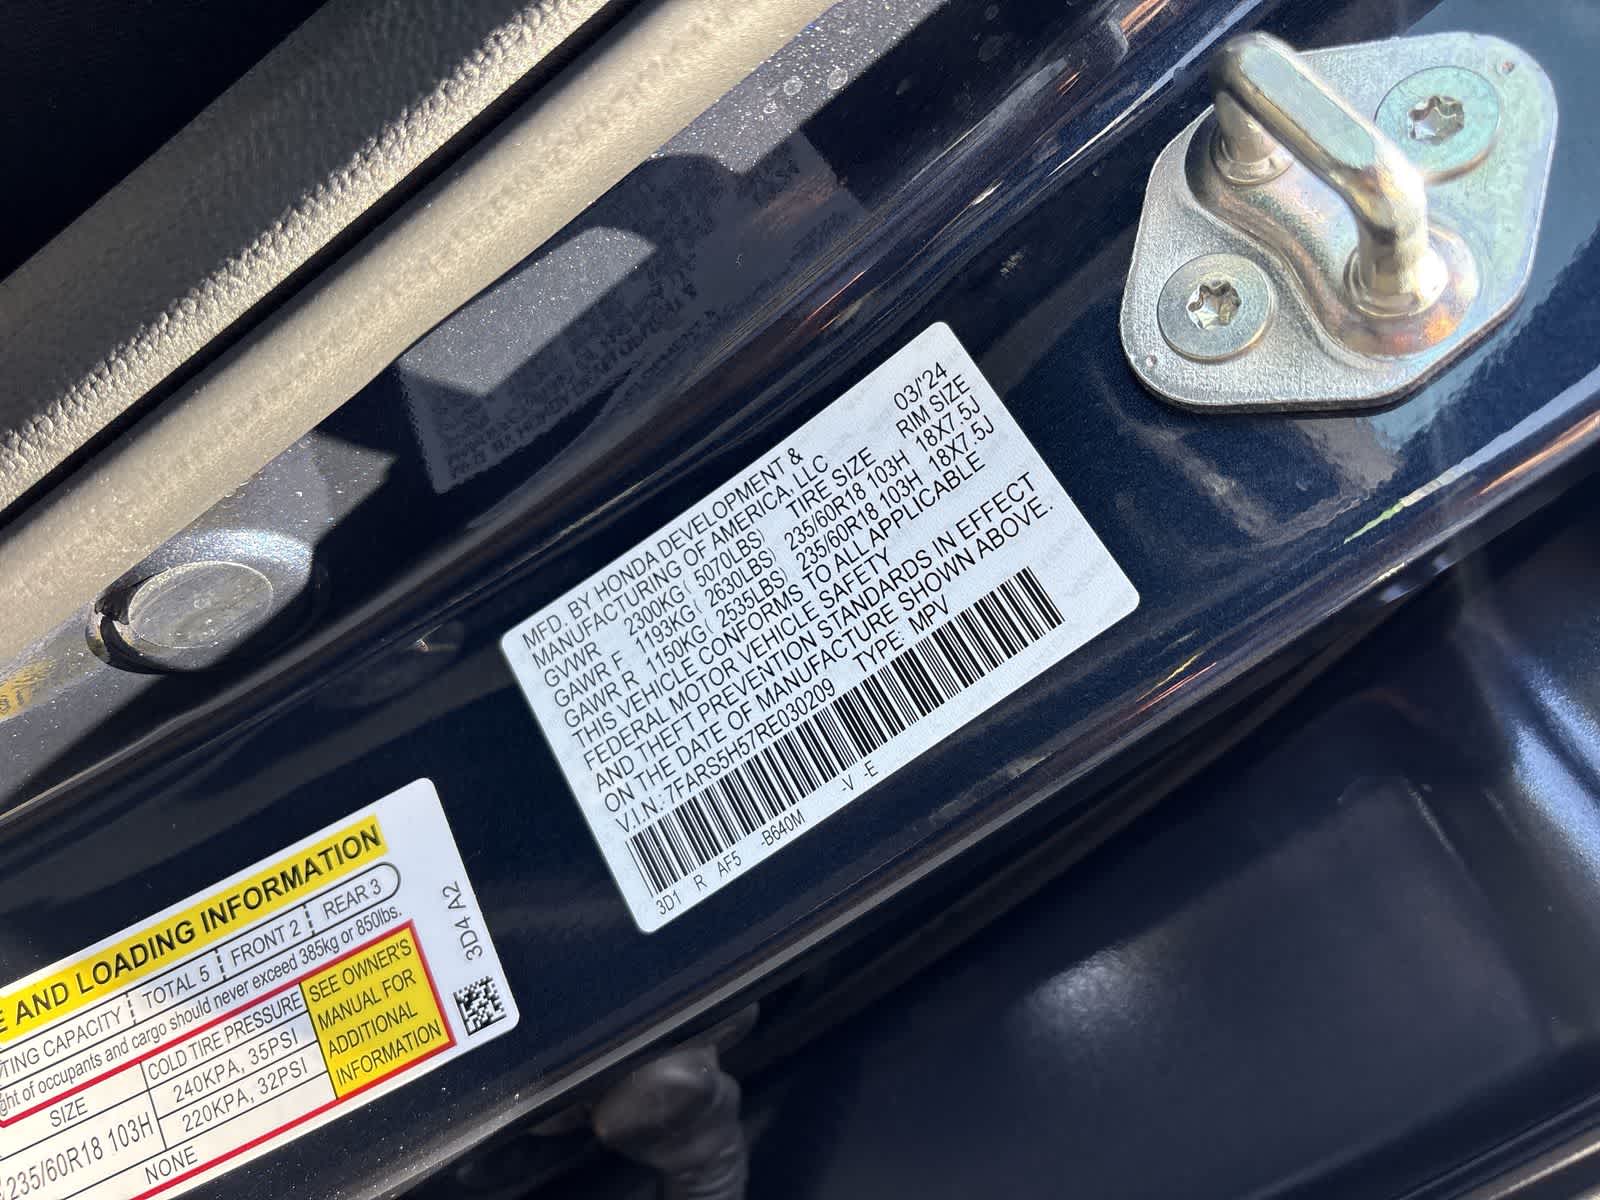 MFD. BY HONDA DEVELOPMENT & 03/'24
MANUFACTURING OF AMERICA, LLC
GVWR 2300KG( 5070LBS) TIRE SIZE RIM SIZE
GAWR F 1193KG( 2630LBS) 235/60R18 103H 18X7.5J
GAWR R 1150KG( 2535LBS) 235/60R18 103H 18X7.5J
THIS VEHICLE CONFORMS TO ALL APPLICABLE
FEDERAL MOTOR VEHICLE SAFETY
AND THEFT PREVENTION STANDARDS IN EFFECT
ON THE DATE OF MANUFACTURE SHOWN ABOVE.
V.I.N.:7FARS5H57RE030209 TYPE: MPV
3D1 R AF5 -B640M -V -E
AND LOADING INFORMATION
CAPACITY TOTAL 5 FRONT 2 REAR 3
of occupants and cargo should never exceed 385kg or 850lbs.
SIZE COLD TIRE PRESSURE
235/60R18 103H 240KPA, 35PSI
220KPA, 32PSI
NONE
SEE OWNER'S
MANUAL FOR
ADDITIONAL
INFORMATION
3D4 A2